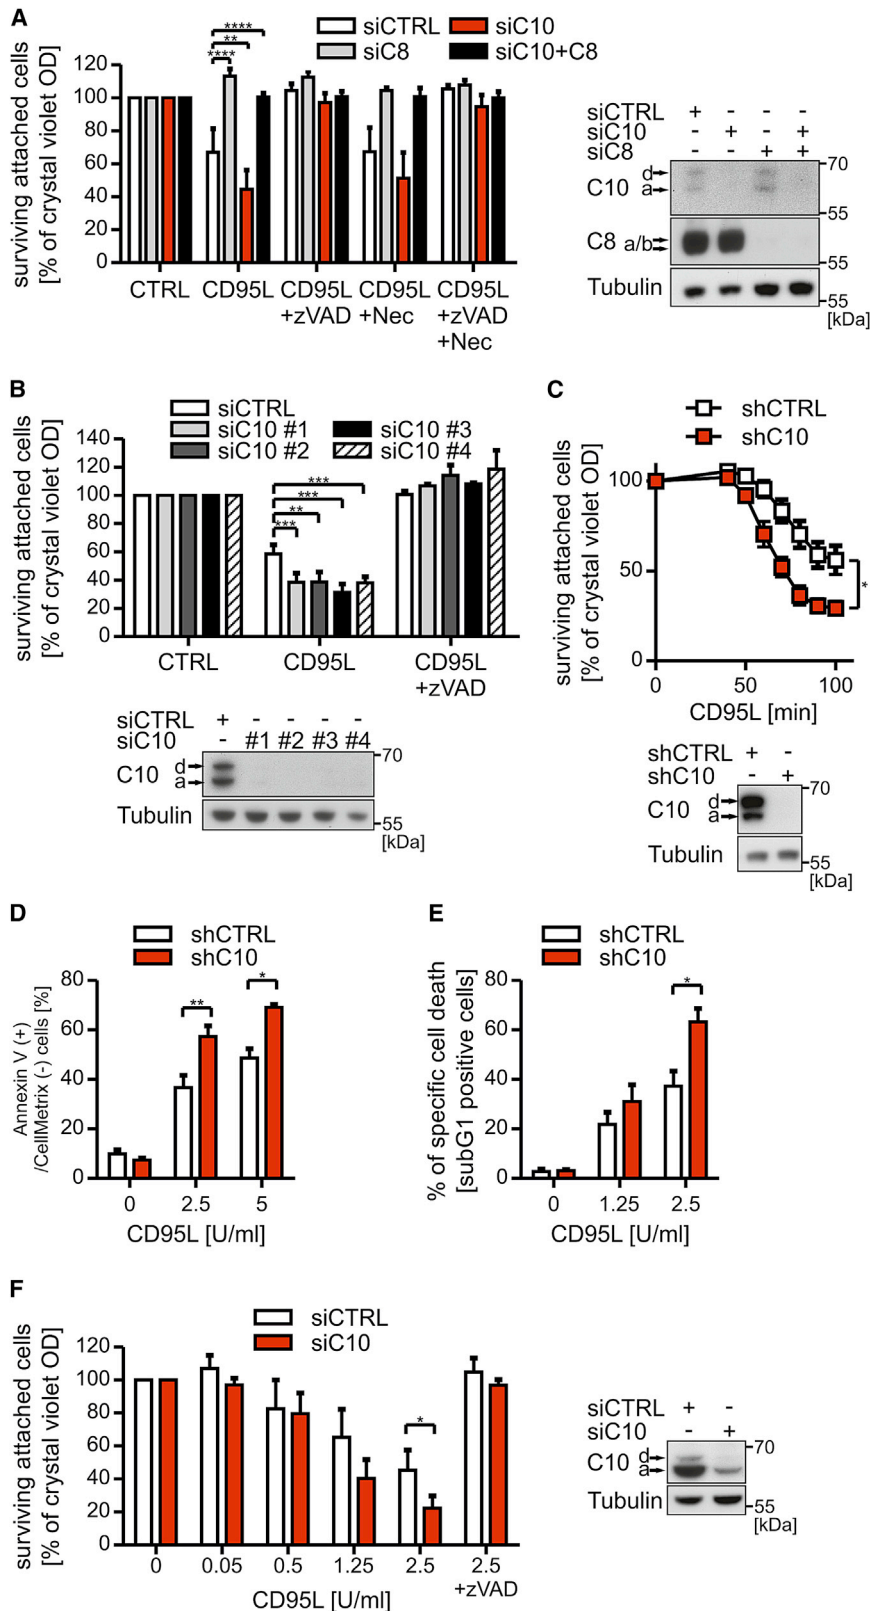 A
siCTRL siC10
siC8 siC10+C8
surviving attached cells
[% of crystal violet OD]
120
100
80
60
40
20
0
****
**
****
CTRL CD95L CD95L CD95L CD95L
+zVAD +Nec +zVAD
+Nec
siCTRL + - - -
siC10 - + - +
siC8 - - + +
C10 d
a
70
55
C8 a/b
55
Tubulin
55
[kDa]
B
siCTRL
siC10 #1 siC10 #3
siC10 #2 siC10 #4
surviving attached cells
[% of crystal violet OD]
140
120
100
80
60
40
20
0
***
***
**
***
CTRL CD95L CD95L
+zVAD
siCTRL + - - - -
siC10 - #1 #2 #3 #4
C10 d
a
70
Tubulin
55
[kDa]
C
shCTRL
shC10
surviving attached cells
[% of crystal violet OD]
100
50
0
*
0 50 100
CD95L [min]
shCTRL + -
shC10 - +
C10 d
a
70
Tubulin
55
[kDa]
D
shCTRL
shC10
Annexin V (+)
/CellMetrix (-) cells [%]
80
60
40
20
0
**
*
0 2.5 5
CD95L [U/ml]
E
shCTRL
shC10
% of specific cell death
[subG1 positive cells]
80
60
40
20
0
*
0 1.25 2.5
CD95L [U/ml]
F
siCTRL
siC10
surviving attached cells
[% of crystal violet OD]
120
100
80
60
40
20
0
*
0 0.05 0.5 1.25 2.5 2.5
+zVAD
CD95L [U/ml]
siCTRL + -
siC10 - +
C10 d
a
70
Tubulin
55
[kDa]